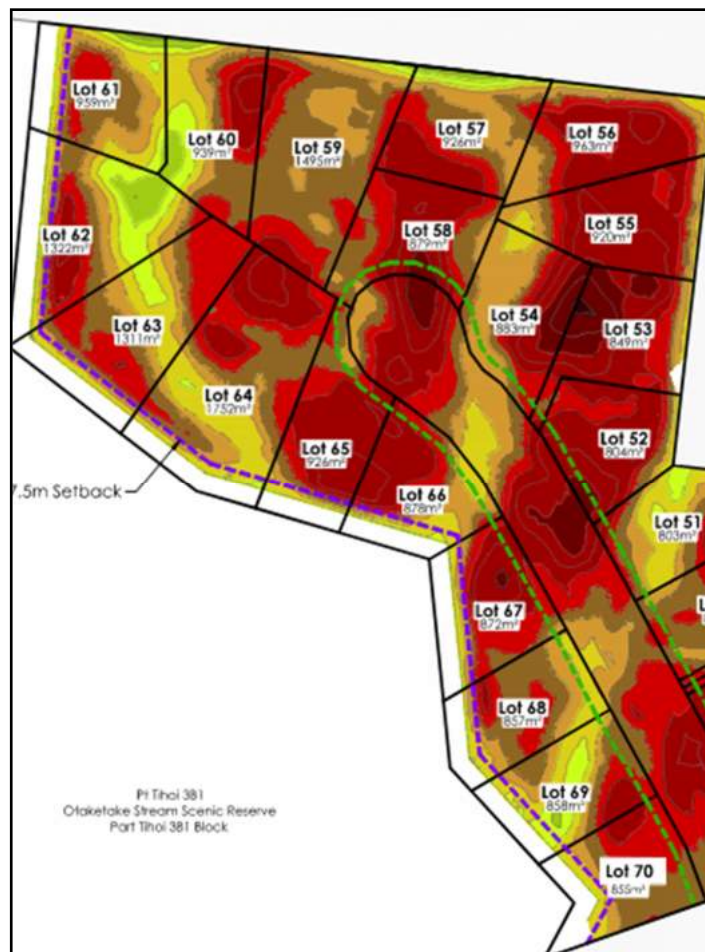 Lot 61
959m²
Lot 60
939m²
Lot 59
1495m²
Lot 57
926m²
Lot 56
963m²
Lot 62
1322m²
Lot 58
879m²
Lot 55
920m²
Lot 63
1311m²
Lot 54
883m²
Lot 53
849m²
Lot 64
1752m²
Lot 65
926m²
Lot 52
804m²
7.5m Setback
Lot 66
878m²
Lot 51
803m²
Lot 67
872m²
L
Lot 68
857m²
Lot 69
858m²
Pt Tihoi 3B1
Otaketake Stream Scenic Reserve
Part Tihoi 3B1 Block
Lot 70
855m²